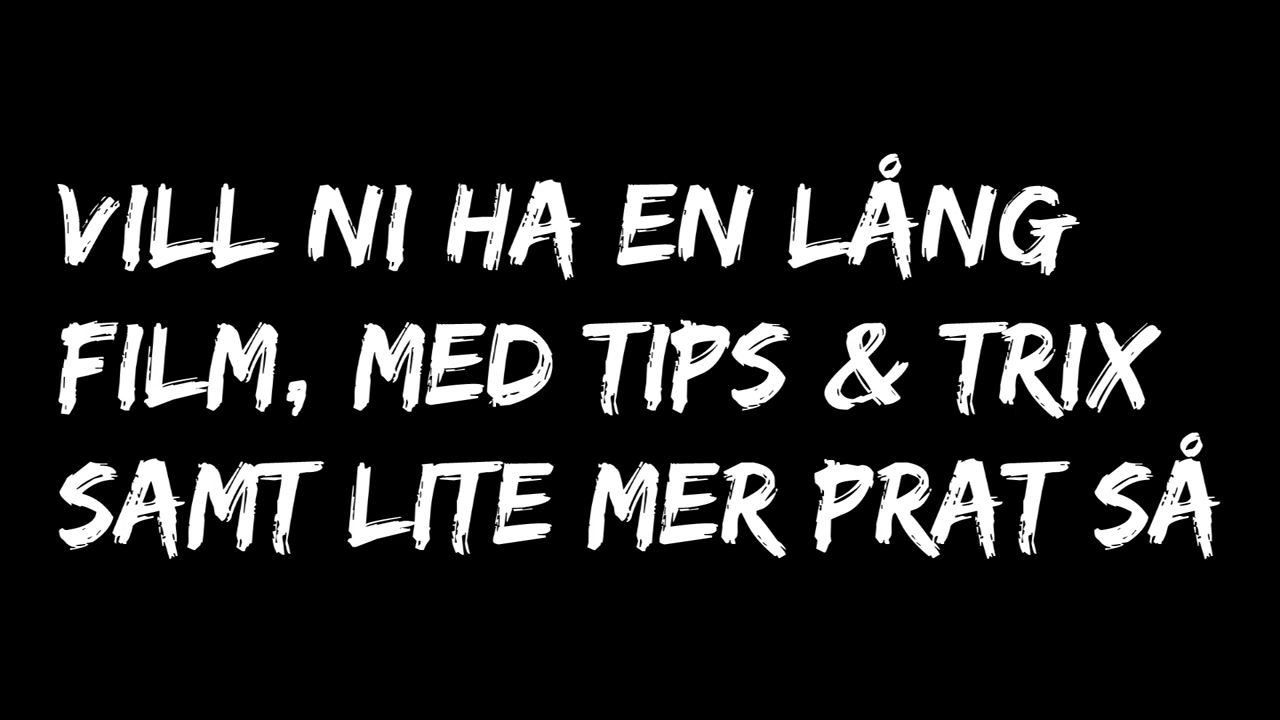 VILL NI HA EN LÅNG
FILM, MED TIPS & TRIX
SAMT LITE MER PRAT SÅ